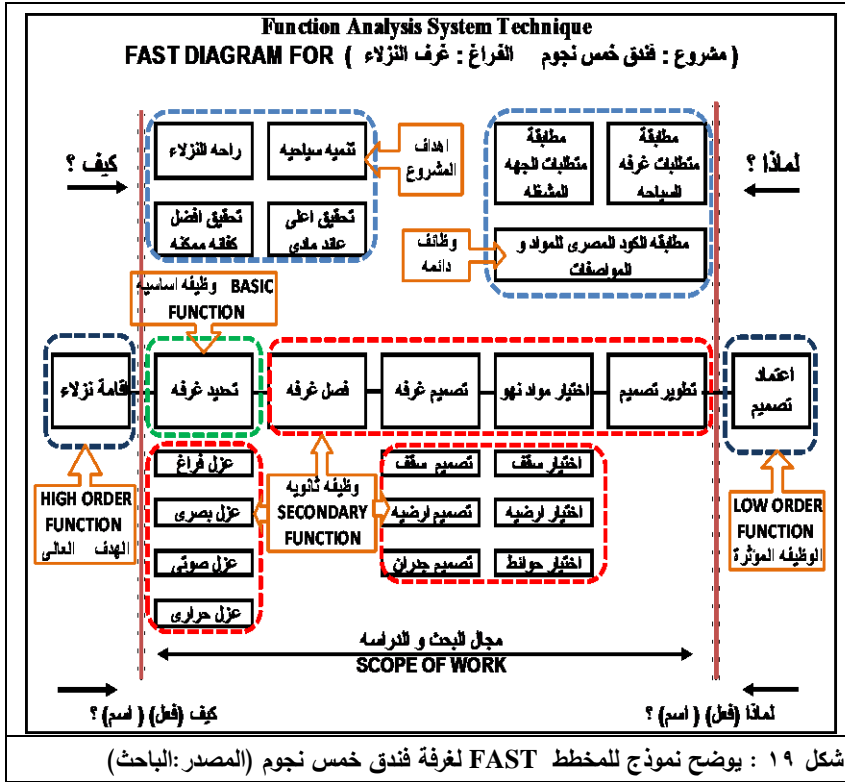 Function Analysis System Technique
FAST DIAGRAM FOR ( مشروع : فندق خمس نجوم الفراغ : غرف النزلاء )
كيف ؟
راحه النزلاء
تنميه سياحيه
اهداف
المشروع
مطابقة
متطلبات الجهه
المشغله
مطابقة
متطلبات غرفه
السياحه
لماذا ؟
تحقيق افضل
كفائه ممكنه
تحقيق اعلى
عائد مادى
وظائف
دائمه
مطابقه الكود المصرى للمواد و
المواصفات
وظيفه اساسيه BASIC
FUNCTION
اقامة نزلاء
تحديد غرفه
فصل غرفه
تصميم غرفه
اختيار مواد نهو
تطوير تصميم
اعتماد
تصميم
HIGH ORDER
FUNCTION
الهدف العالى
عزل فراغ
عزل بصرى
عزل صوتى
عزل حرارى
وظيفه ثانويه
SECONDARY
FUNCTION
تصميم سقف
اختيار سقف
تصميم ارضيه
اختيار ارضيه
تصميم جدران
اختيار حوائط
LOW ORDER
FUNCTION
الوظيفه الموثرة
مجال البحث و الدراسه
SCOPE OF WORK
كيف (فعل) ( اسم) ؟
لماذا (فعل) ( اسم) ؟
شكل ١٩ : يوضح نموذج للمخطط FAST لغرفة فندق خمس نجوم (المصدر:الباحث)